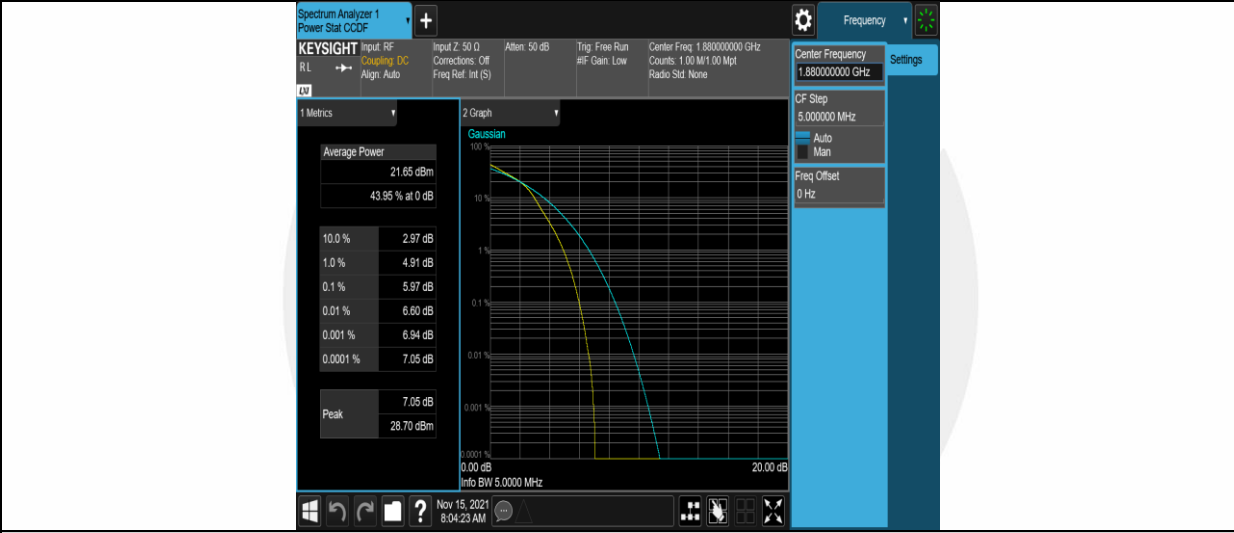 Spectrum Analyzer 1
Power Stat CCDF
+
Frequency
KEYSIGHT Input: RF
RL
Coupling: DC
Align: Auto
LXI
Input Z: 50 Ω
Corrections: Off
Freq Ref: Int (S)
Atten: 50 dB
Trig: Free Run
#IF Gain: Low
Center Freq: 1.880000000 GHz
Counts: 1.00 M/1.00 Mpt
Radio Std: None
Center Frequency
1.880000000 GHz
Settings
CF Step
5.000000 MHz
Auto
Man
Freq Offset
0 Hz
1 Metrics
Average Power
21.65 dBm
43.95 % at 0 dB
10.0 % 2.97 dB
1.0 % 4.91 dB
0.1 % 5.97 dB
0.01 % 6.60 dB
0.001 % 6.94 dB
0.0001 % 7.05 dB
Peak
7.05 dB
28.70 dBm
2 Graph
Gaussian
100 %
10 %
1 %
0.1 %
0.01 %
0.001 %
0.0001 %
0.00 dB 20.00 dB
Info BW 5.0000 MHz
?
Nov 15, 2021
8:04:23 AM